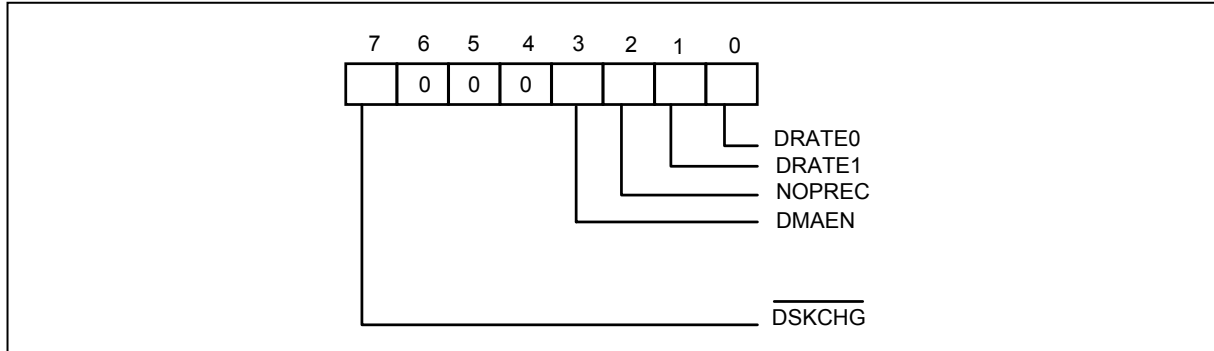 7 6 5 4 3 2 1 0
0 0 0
DRATE0
DRATE1
NOPREC
DMAEN
DSKCHG